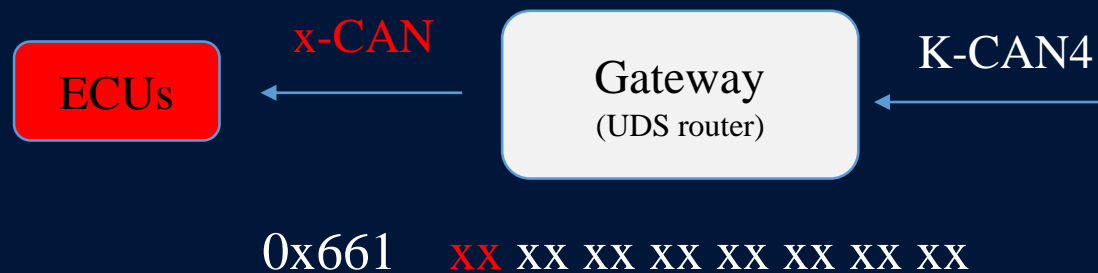 x-CAN
K-CAN4
ECUs
Gateway
(UDS router)
0x661 xx xx xx xx xx xx xx xx